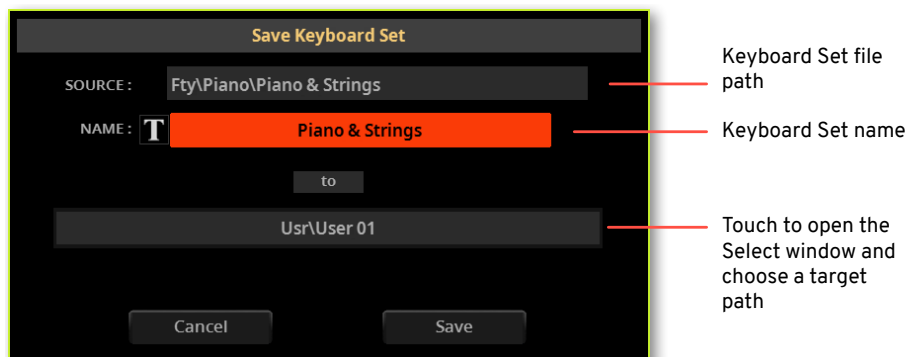 Save Keyboard Set
SOURCE :
Fty\Piano\Piano & Strings
NAME :
T
Piano & Strings
to
Usr\User 01
Cancel
Save
Keyboard Set file
path
Keyboard Set name
Touch to open the
Select window and
choose a target
path